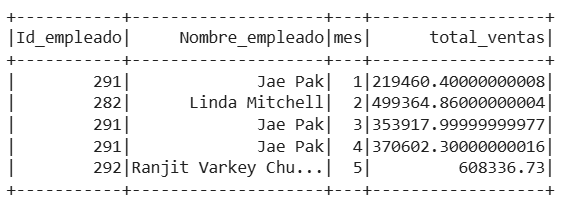 +-----------+--------------------+---+------------------+
|Id_empleado|     Nombre_empleado|mes|      total_ventas|
+-----------+--------------------+---+------------------+
|        291|             Jae Pak|  1|219460.40000000008|
|        282|      Linda Mitchell|  2|499364.86000000004|
|        291|             Jae Pak|  3|353917.99999999977|
|        291|             Jae Pak|  4|370602.30000000016|
|        292|Ranjit Varkey Chu...|  5|         608336.73|
+-----------+--------------------+---+------------------+